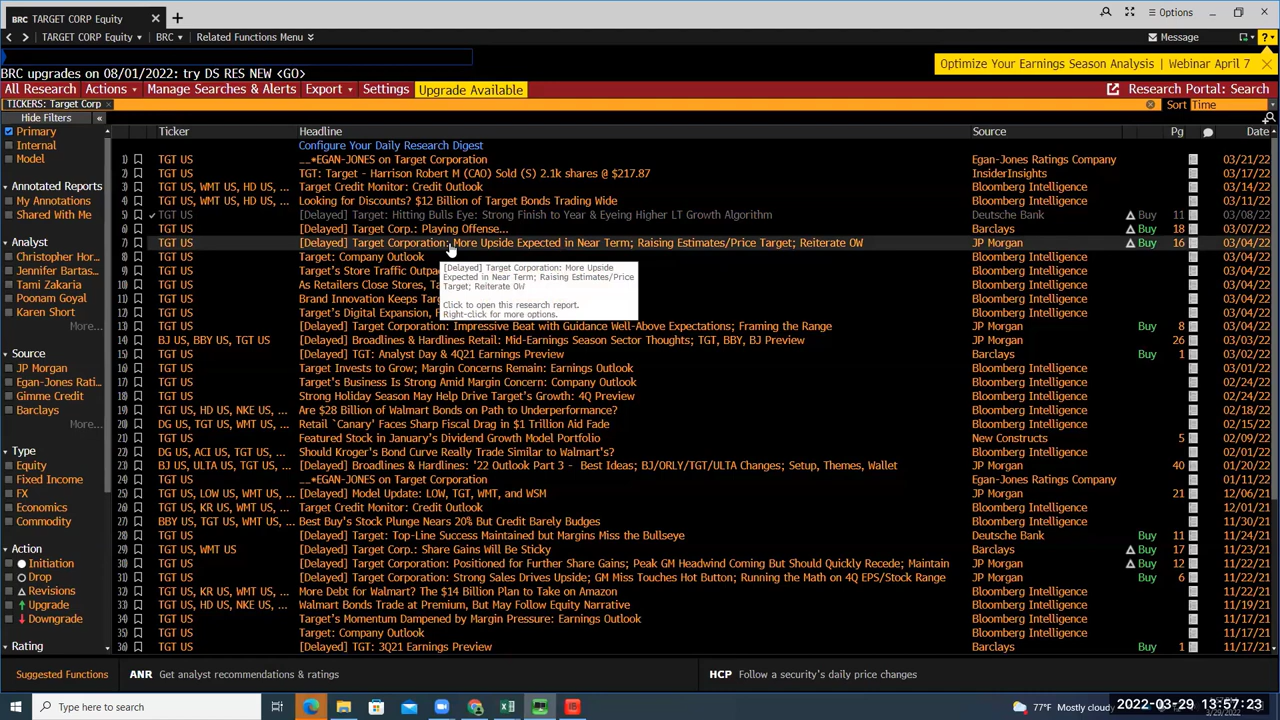 BRC TARGET CORP Equity
Options
TARGET CORP Equity BRC Related Functions Menu
Message
Optimize Your Earnings Season Analysis | Webinar April 7
BRC upgrades on 08/01/2022: try DS RES NEW <GO>
All Research Actions Manage Searches & Alerts Export Settings Upgrade Available Research Portal: Search
TICKERS: Target Corp Sort Time
Hide Filters «
Ticker Headline Source Pg Date
Primary
Internal
Model
Annotated Reports
My Annotations
Shared With Me
Analyst
Christopher Hor...
Jennifer Bartas...
Tami Zakaria
Poonam Goyal
Karen Short
More...
Source
JP Morgan
Egan-Jones Rati...
Gimme Credit
Barclays
More...
Type
Equity
Fixed Income
FX
Economics
Commodity
Action
Initiation
Drop
Revisions
Upgrade
Downgrade
Rating
Configure Your Daily Research Digest
1) TGT US __*EGAN-JONES on Target Corporation Egan-Jones Ratings Company 03/21/22
2) TGT US TGT: Target - Harrison Robert M (CAO) Sold (S) 2.1k shares @ $217.87 InsiderInsights 03/17/22
3) TGT US, WMT US, HD US, ... Target Credit Monitor: Credit Outlook Bloomberg Intelligence 03/14/22
4) TGT US, WMT US, HD US, ... Looking for Discounts? $12 Billion of Target Bonds Trading Wide Bloomberg Intelligence 03/11/22
5) TGT US [Delayed] Target: Hitting Bulls Eye: Strong Finish to Year & Eyeing Higher LT Growth Algorithm Deutsche Bank Buy 11 03/08/22
6) TGT US [Delayed] Target Corp.: Playing Offense... Barclays Buy 18 03/07/22
7) TGT US [Delayed] Target Corporation: More Upside Expected in Near Term; Raising Estimates/Price Target; Reiterate OW JP Morgan Buy 16 03/04/22
8) TGT US Target: Company Outlook Bloomberg Intelligence 03/04/22
9) TGT US Target's Store Traffic Outpa Bloomberg Intelligence 03/04/22
10) TGT US As Retailers Close Stores, T Bloomberg Intelligence 03/04/22
11) TGT US Brand Innovation Keeps Tar Bloomberg Intelligence 03/04/22
12) TGT US Target's Digital Expansion, F Bloomberg Intelligence 03/04/22
[Delayed] Target Corporation: More Upside
Expected in Near Term; Raising Estimates/Price
Target; Reiterate OW
Click to open this research report.
Right-click for more options.
13) TGT US [Delayed] Target Corporation: Impressive Beat with Guidance Well-Above Expectations; Framing the Rally JP Morgan Buy 8 03/01/22
14) BJ US, BBY US, TGT US [Delayed] Broadlines & Hardlines Retail: Mid-Earnings Season Sector Thoughts; TGT, BBY, BJ Preview JP Morgan 26 03/03/22
15) TGT US [Delayed] TGT: Analyst Day & 4Q21 Earnings Preview Barclays Buy 1 03/02/22
16) TGT US Target Invests to Grow; Margin Concerns Remain: Earnings Outlook Bloomberg Intelligence 03/01/22
17) TGT US Target's Business Is Strong Amid Margin Concern: Company Outlook Bloomberg Intelligence 02/24/22
18) TGT US Strong Holiday Season May Help Drive Target's Growth: 4Q Preview Bloomberg Intelligence 02/24/22
19) TGT US, HD US, NKE US, ... Are $28 Billion of Walmart Bonds on Path to Underperformance? Bloomberg Intelligence 02/18/22
20) DG US, TGT US, WMT US, ... Retail `Canary' Faces Sharp Fiscal Drag in $1 Trillion Aid Fade Bloomberg Intelligence 02/15/22
21) TGT US Featured Stock in January's Dividend Growth Model Portfolio New Constructs 5 02/09/22
22) DG US, ACI US, TGT US, ... Should Kroger's Bond Curve Really Trade Similar to Walmart's? Bloomberg Intelligence
23) BJ US, ULTA US, TGT US, ... [Delayed] Broadlines & Hardlines: '22 Outlook Part 3 - Best Ideas; BJ/ORLY/TGT/ULTA Changes; Setup, Themes, Wallet JP Morgan 40 01/20/22
24) TGT US __*EGAN-JONES on Target Corporation Egan-Jones Ratings Company 01/11/22
25) TGT US, LOW US, WMT US, ... [Delayed] Model Update: LOW, TGT, WMT, and WSM JP Morgan 21 12/06/21
26) TGT US, KR US, WMT US, ... Target Credit Monitor: Credit Outlook Bloomberg Intelligence 12/01/21
27) BBY US, TGT US, WMT US, ... Best Buy's Stock Plunge Nears 20% But Credit Barely Budges Bloomberg Intelligence 11/30/21
28) TGT US [Delayed] Target: Top-Line Success Maintained but Margins Miss the Bullseye Deutsche Bank Buy 11 11/24/21
29) TGT US, WMT US [Delayed] Target Corp.: Share Gains Will Be Sticky Barclays Buy 17 11/23/21
30) TGT US [Delayed] Target Corporation: Positioned for Further Share Gains; Peak GM Headwind Coming But Should Quickly Recede; Maintain JP Morgan Buy 12 11/22/21
31) TGT US [Delayed] Target Corporation: Strong Sales Drives Upside; GM Miss Touches Hot Button; Running the Math on 4Q EPS/Stock Range JP Morgan Buy 6 11/22/21
32) TGT US, KR US, WMT US, ... More Debt for Walmart? The $14 Billion Plan to Take on Amazon Bloomberg Intelligence 11/22/21
33) TGT US, HD US, WMT US, ... Walmart Bonds Trade at Premium, But May Follow Equity Narrative Bloomberg Intelligence 11/19/21
34) TGT US Target's Momentum Dampened by Margin Pressure: Earnings Outlook Bloomberg Intelligence 11/18/21
35) TGT US Target: Company Outlook Bloomberg Intelligence 11/17/21
36) TGT US [Delayed] TGT: 3Q21 Earnings Preview Barclays Buy 1 11/17/21
Suggested Functions ANR Get analyst recommendations & ratings HCP Follow a security's daily price changes
Type here to search
77°F Mostly cloudy
2022-03-29 13:57:23